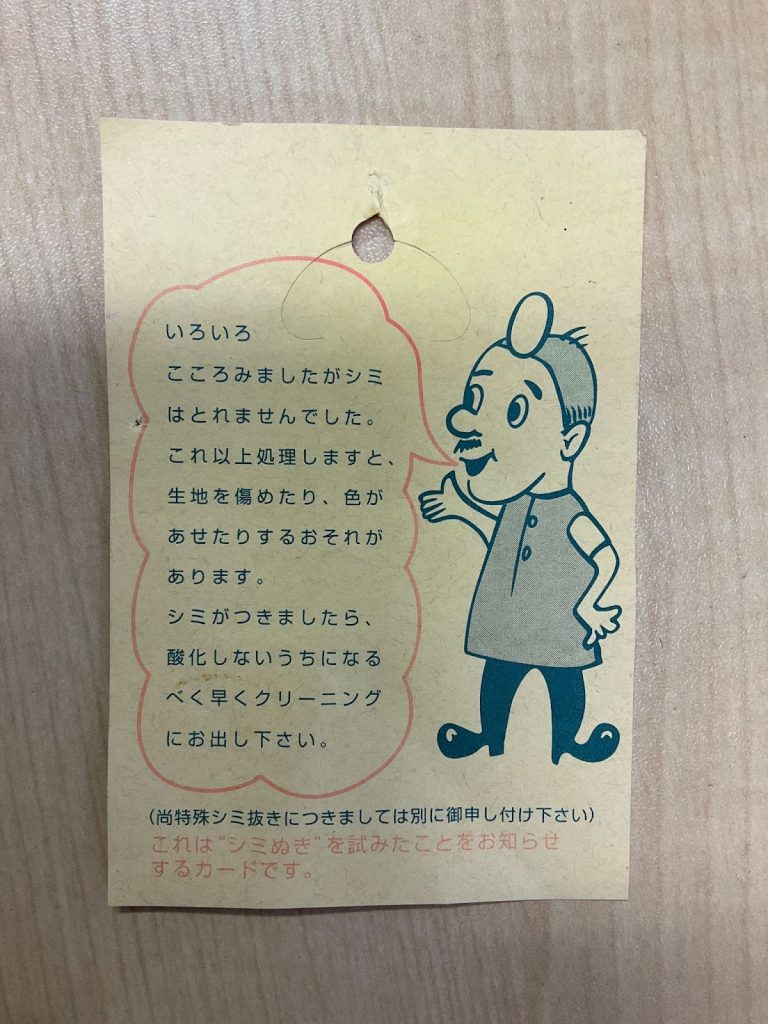 いろいろ
こころみましたがシミ
はとれませんでした。
これ以上処理しますと、
生地を傷めたり、色が
あせたりするおそれが
あります。
シミがつきましたら、
酸化しないうちになる
べく早くクリーニング
にお出し下さい。
(尚特殊シミ抜きにつきましては別に御申し付け下さい)
これは"シミぬき"を試みたことをお知らせ
するカードです。